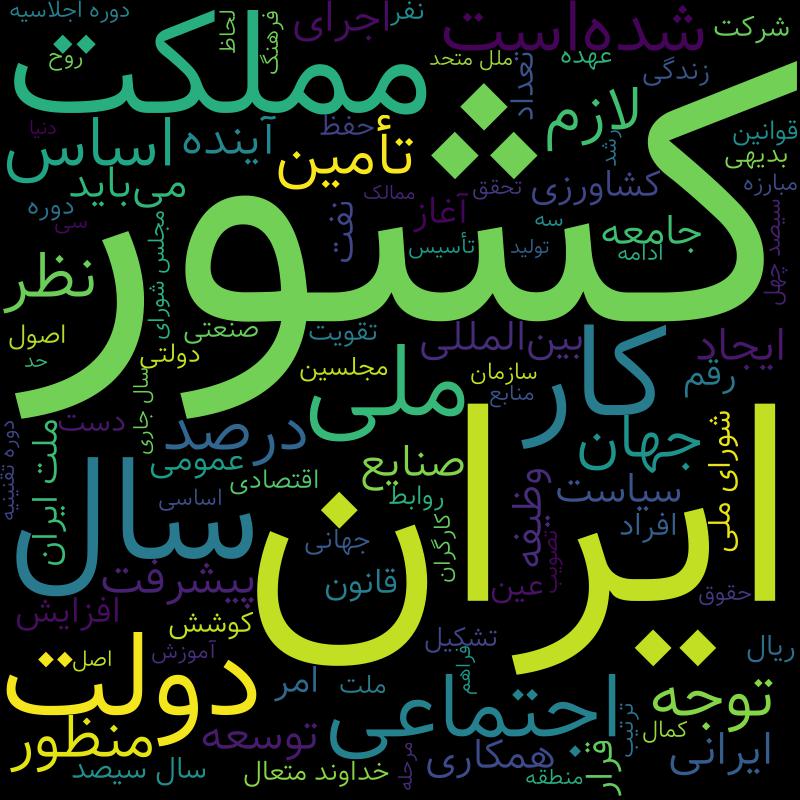 دوره اجلاسیه
لحاظ
فرهنگ
اجرای
نفر
شده‌است
شرکت
مملکت
روح
ملل متحد
تعداد
عهده
زندگی
لازم
دنیا
اساس
آینده
حفظ
تأمین
رشد
قوانین
بدیهی
می‌باید
ممالک
تحقق
کشاورزی
مبارزه
دوره
سی
مجلس شورای
نفت
آغاز
تأسیس
سه
تولید
جامعه
ادامه
سیصد چهل
کشور
نظر
اصول
حد
صنعتی
دولتی
تقویت
بین‌المللی
ایجاد
مجلسین
سازمان
منابع
رقم
کار
ملی
سال جاری
دست
درصد
جهان
شورای ملی
دوره تقنینیه
ملت ایران
عمومی
اقتصادی
صنایع
روابط
وظیفه
سیاست
افراد
اساسی
سال
جهانی
کارگران
تصویب
ایران
پیشرفت
قانون
عین
حقوق
افزایش
کوشش
تشکیل
ریال
اصل
آموزش
دولت
امر
ملت
فراهم
اجتماعی
ترتیب
توجه
کمال
منظور
توسعه
همکاری
ایرانی
سال سیصد
خداوند متعال
مرحله
منطقه
قرار